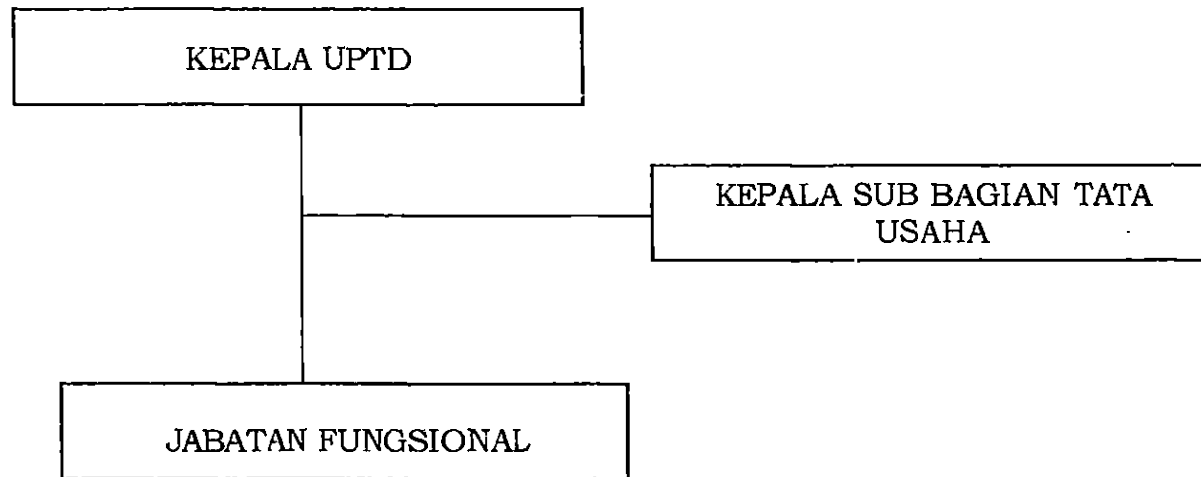 KEPALA UPTD
KEPALA SUB BAGIAN TATA
USAHA
JABATAN FUNGSIONAL